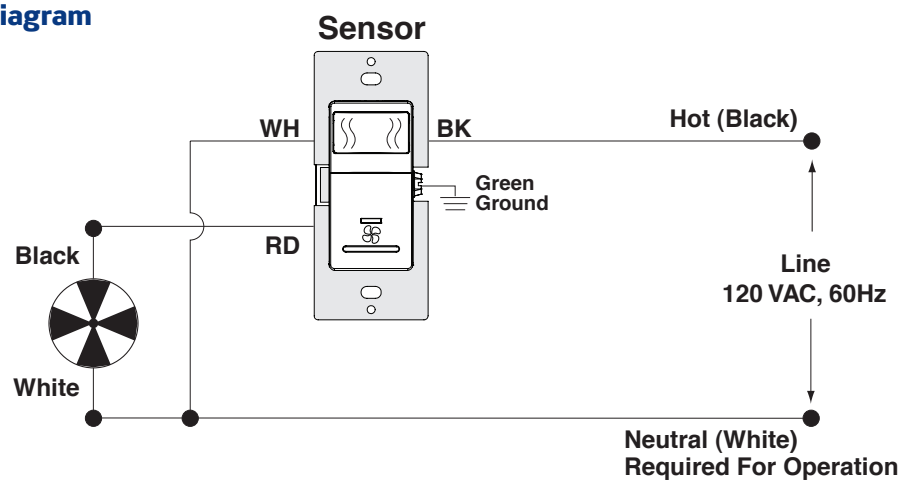 iagram
Sensor
WH
BK
Hot (Black)
Green
Ground
RD
Black
Line
120 VAC, 60Hz
White
Neutral (White)
Required For Operation